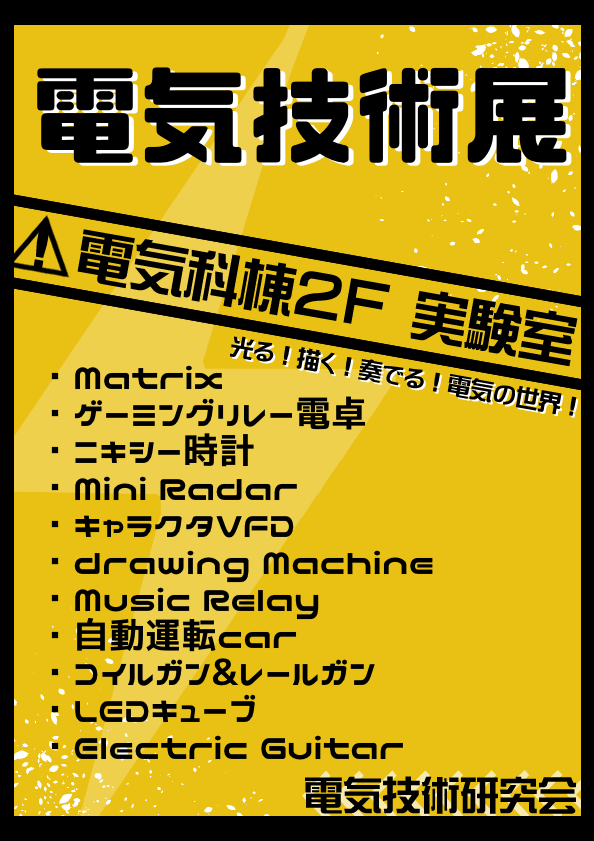 電気技術展
電気科棟2F 実験室
光る！描く！奏でる！電気の世界！
・Matrix
・ゲーミングリレー電卓
・ニキシー時計
・Mini Radar
・キャラクタVFD
・drawing Machine
・Music Relay
・自動運転car
・コイルガン&レールガン
・LEDキューブ
・Electric Guitar
電気技術研究会